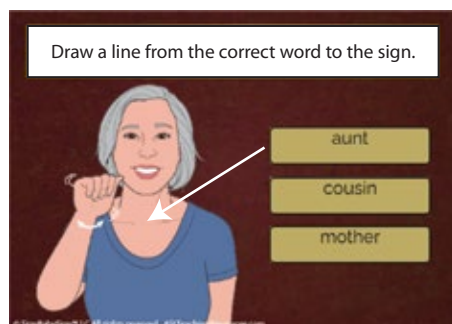 Draw a line from the correct word to the sign.
aunt
cousin
mother